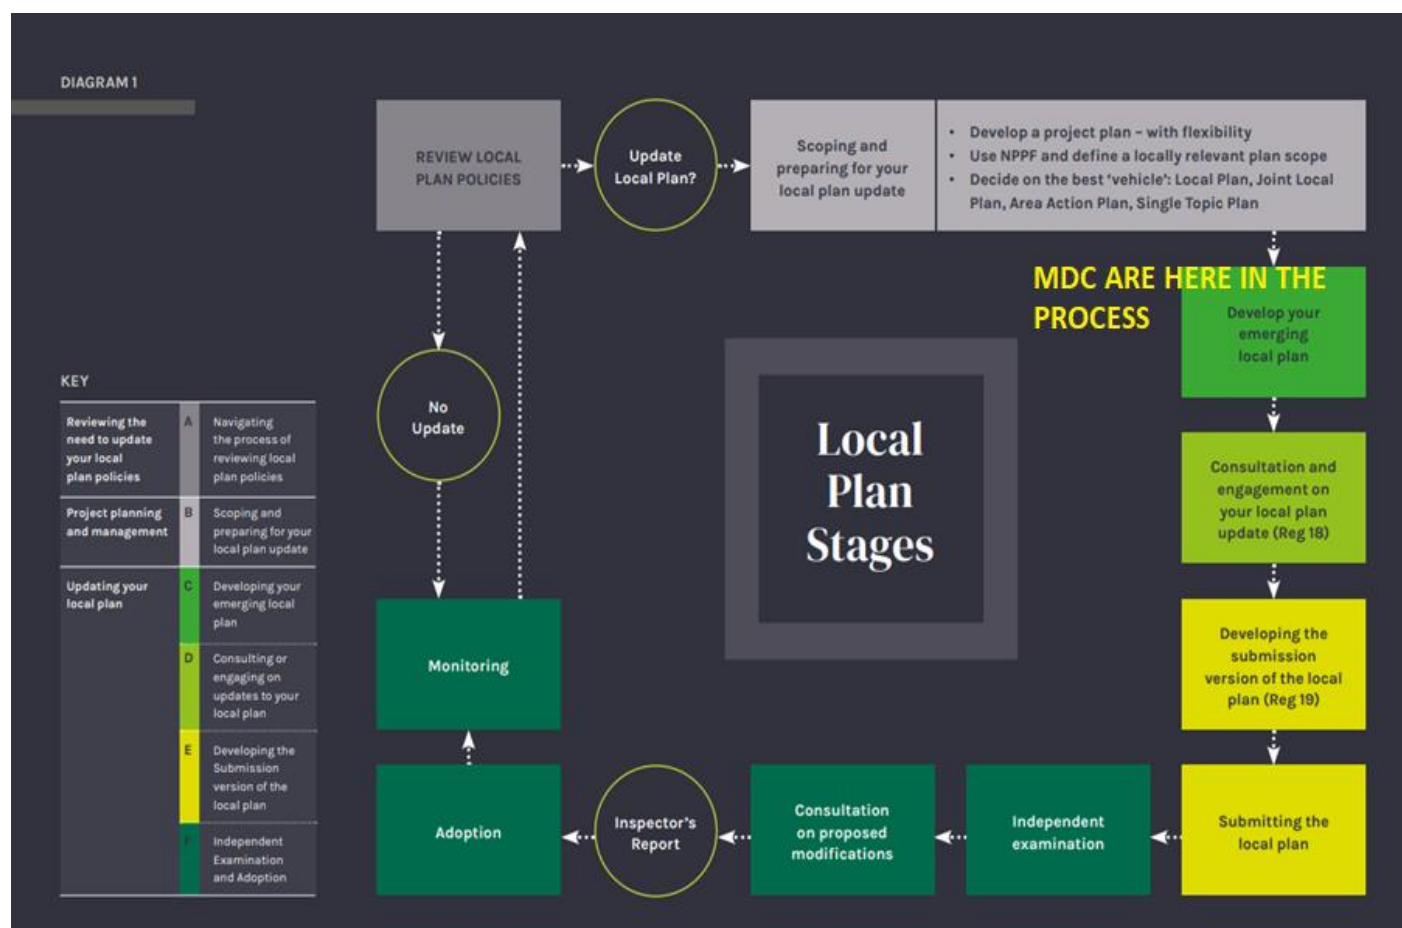 DIAGRAM 1
REVIEW LOCAL
PLAN POLICIES
Update
Local Plan?
Scoping and
preparing for your
local plan update
• Develop a project plan – with flexibility
• Use NPPF and define a locally relevant plan scope
• Decide on the best ‘vehicle’: Local Plan, Joint Local
Plan, Area Action Plan, Single Topic Plan
MDC ARE HERE IN THE
PROCESS
Develop your
emerging
local plan
No
Update
Local
Plan
Stages
Consultation and
engagement on
your local plan
update (Reg 18)
Developing the
submission
version of the local
plan (Reg 19)
Submitting the
local plan
Independent
examination
Consultation
on proposed
modifications
Inspector’s
Report
Adoption
Monitoring
KEY
Reviewing the
need to update
your local
plan policies
A
Navigating
the process of
reviewing local
plan policies
Project planning
and management
B
Scoping and
preparing for your
local plan update
Updating your
local plan
C
Developing your
emerging local
plan
D
Consulting or
engaging on
updates to your
local plan
E
Developing the
Submission
version of the
local plan
F
Independent
Examination
and Adoption